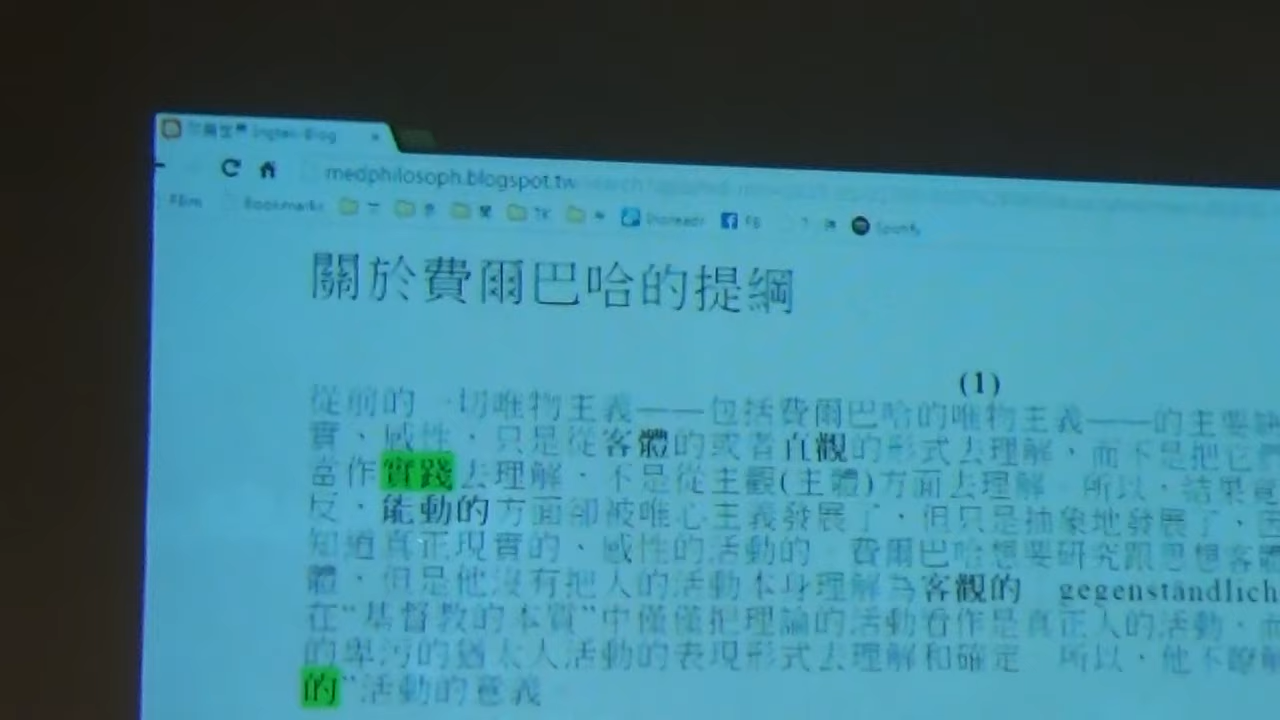 medphilosoph.blogspot.tw
Bookmarks
TK
FB
Spotify
關於費爾巴哈的提綱
(1)
從前的一切唯物主義——包括費爾巴哈的唯物主義——的主要缺
實、感性，只是從客體的或者直觀的形式去理解，而不是把它們
當作實踐去理解，不是從主觀(主體)方面去理解。所以，結果竟
反，能動的方面卻被唯心主義發展了，但只是抽象地發展了，因
知道真正現實的、感性的活動的。費爾巴哈想要研究跟思想客體
體，但是他沒有把人的活動本身理解為客觀的 gegenständlich
在“基督教的本質”中僅僅把理論的活動看作是真正人的活動，而
的卑污的猶太人活動的表現形式去理解和確定。所以，他不瞭解
的”活動的意義